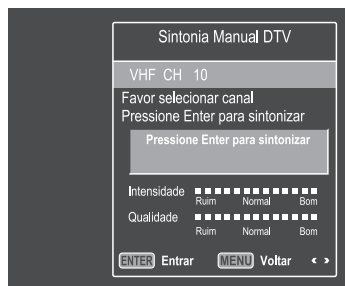 Sintonia Manual DTV
VHF CH 10
Favor selecionar canal
Pressione Enter para sintonizar
Pressione Enter para sintonizar
Intensidade
Ruim Normal Bom
Qualidade
Ruim Normal Bom
ENTER Entrar MENU Voltar < >